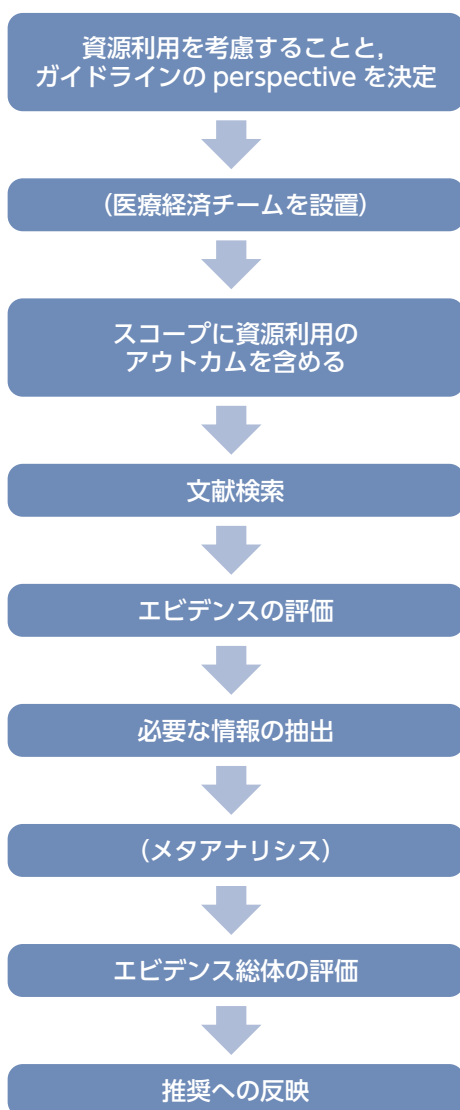 資源利用を考慮することと，
ガイドラインの perspective を決定
（医療経済チームを設置）
スコープに資源利用の
アウトカムを含める
文献検索
エビデンスの評価
必要な情報の抽出
（メタアナリシス）
エビデンス総体の評価
推奨への反映